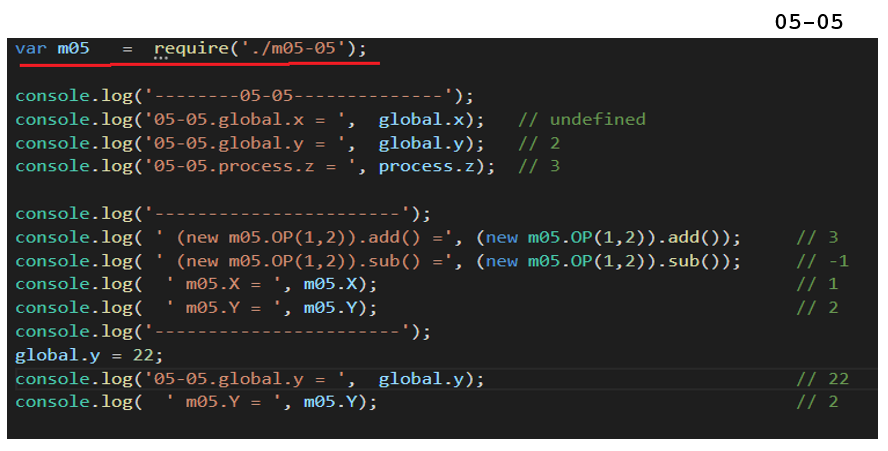 05-05
var m05   =  require('./m05-05');
console.log('--------05-05--------------');
console.log('05-05.global.x = ',  global.x);   // undefined
console.log('05-05.global.y = ',  global.y);   // 2
console.log('05-05.process.z = ', process.z);  // 3
console.log('------------------------');
console.log( ' (new m05.OP(1,2)).add() =', (new m05.OP(1,2)).add());     // 3
console.log( ' (new m05.OP(1,2)).sub() =', (new m05.OP(1,2)).sub());     // -1
console.log(  ' m05.X = ', m05.X);                                       // 1
console.log(  ' m05.Y = ', m05.Y);                                       // 2
console.log('------------------------');
global.y = 22;
console.log('05-05.global.y = ',  global.y);                             // 22
console.log(  ' m05.Y = ', m05.Y);                                       // 2